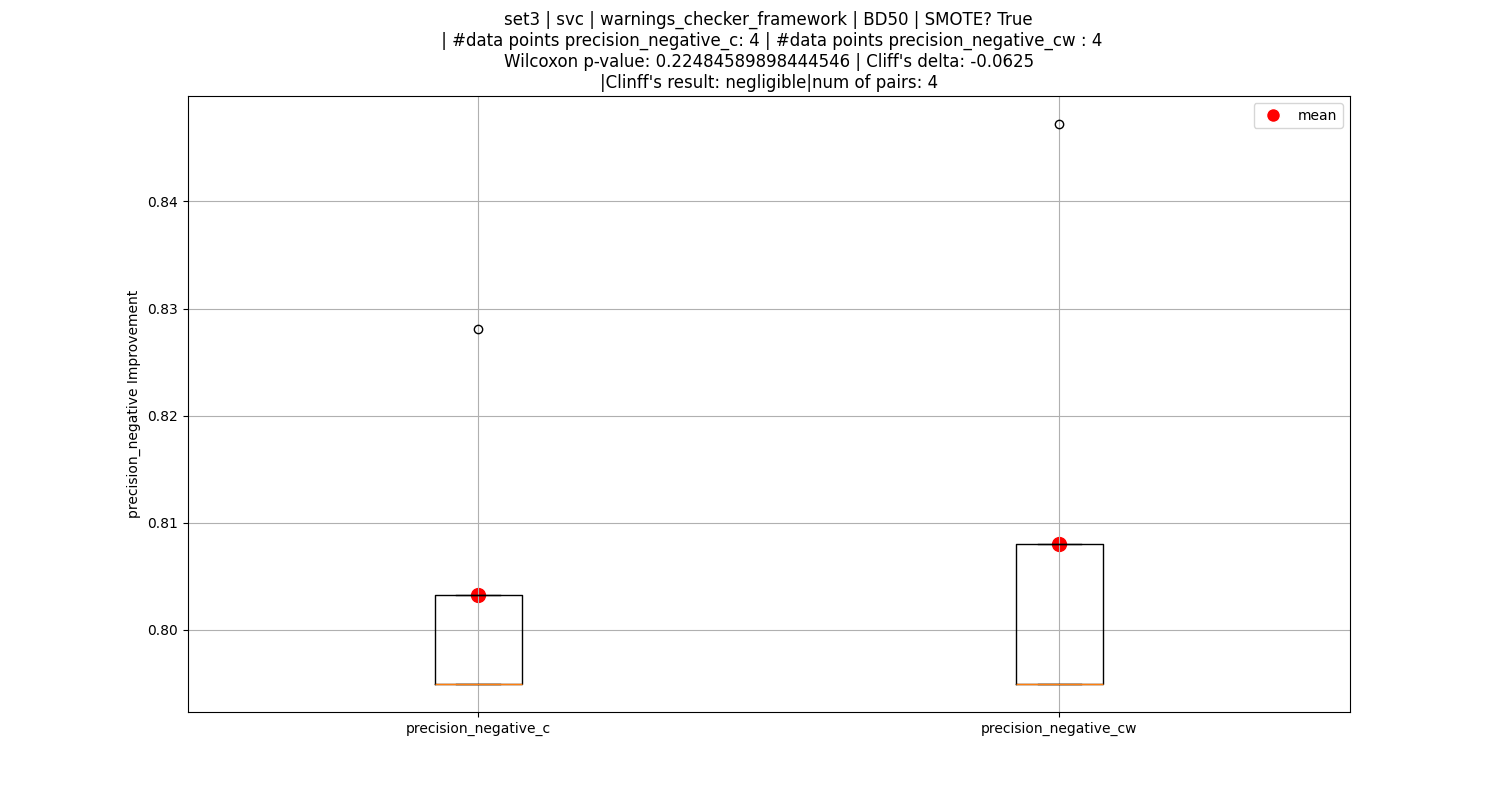 set3 | svc | warnings_checker_framework | BD50 | SMOTE? True
| #data points precision_negative_c: 4 | #data points precision_negative_cw : 4
Wilcoxon p-value: 0.22484589898444546 | Cliff's delta: -0.0625
|Clinff's result: negligible|num of pairs: 4
mean
0.84
0.83
0.82
0.81
0.80
precision_negative Improvement
precision_negative_c
precision_negative_cw